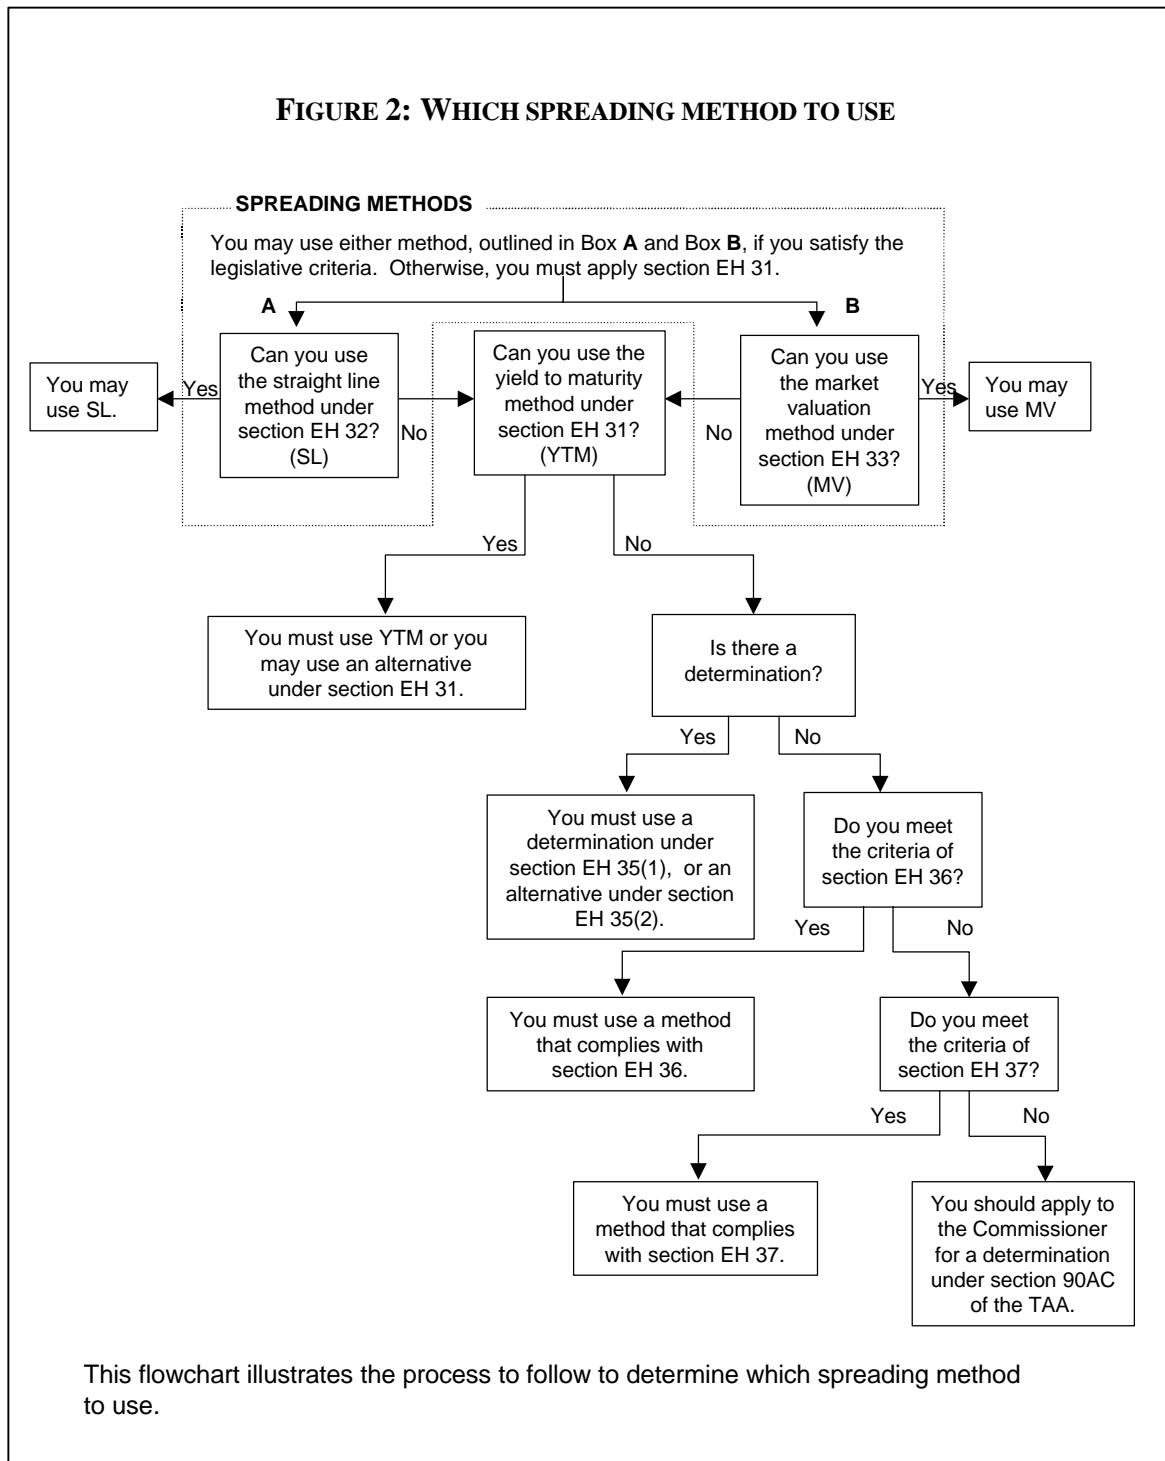 FIGURE 2: WHICH SPREADING METHOD TO USE
SPREADING METHODS
You may use either method, outlined in Box A and Box B, if you satisfy the
legislative criteria. Otherwise, you must apply section EH 31.
A
B
Can you use
the straight line
method under
section EH 32?
(SL)
Can you use the
yield to maturity
method under
section EH 31?
(YTM)
Can you use
the market
valuation
method under
section EH 33?
(MV)
You may
use SL.
Yes
No
No
Yes
You may
use MV
Yes
No
You must use YTM or you
may use an alternative
under section EH 31.
Is there a
determination?
Yes
No
You must use a
determination under
section EH 35(1), or an
alternative under section
EH 35(2).
Do you meet
the criteria of
section EH 36?
Yes
No
You must use a method
that complies with
section EH 36.
Do you meet
the criteria of
section EH 37?
Yes
No
You must use a
method that complies
with section EH 37.
You should apply to
the Commissioner
for a determination
under section 90AC
of the TAA.
This flowchart illustrates the process to follow to determine which spreading method
to use.